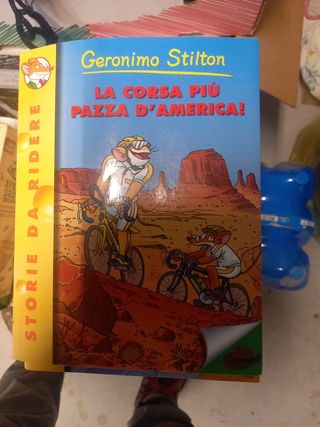 Geronimo Stilton
LA CORSA PIÙ
PAZZA D'AMERICA!
STORIE DA RIDERE